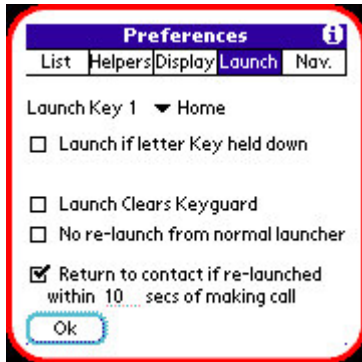 Preferences i
List Helpers Display Launch Nav.
Launch Key 1 Home
Launch if letter Key held down
Launch Clears Keyguard
No re-launch from normal launcher
Return to contact if re-launched
within 10 secs of making call
Ok